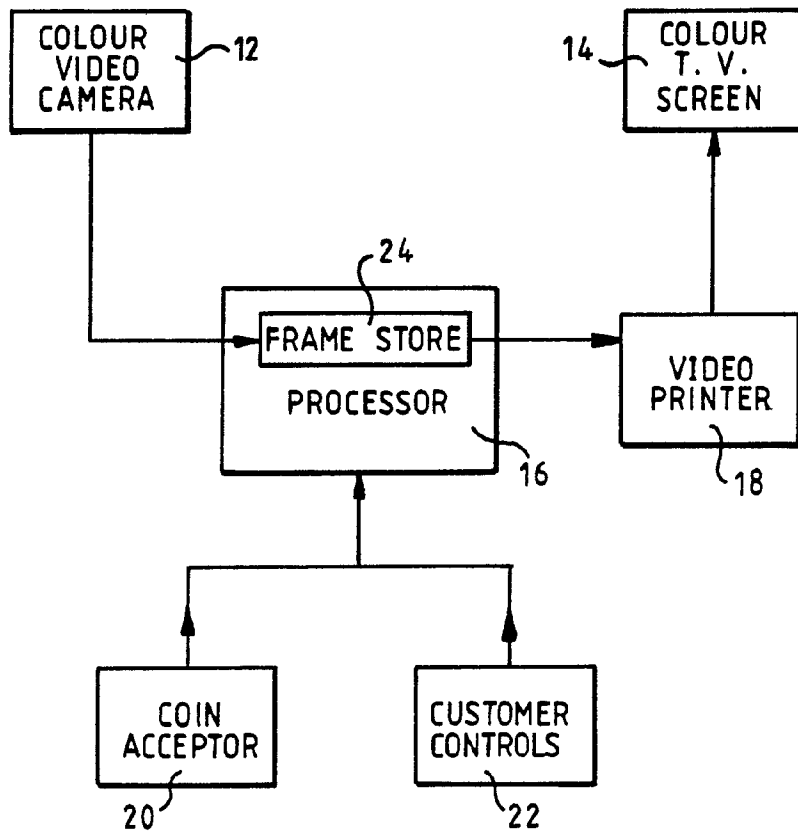 COLOUR
VIDEO
CAMERA
12
14
COLOUR
T. V.
SCREEN
24
FRAME STORE
PROCESSOR
16
VIDEO
PRINTER
18
COIN
ACCEPTOR
20
CUSTOMER
CONTROLS
22